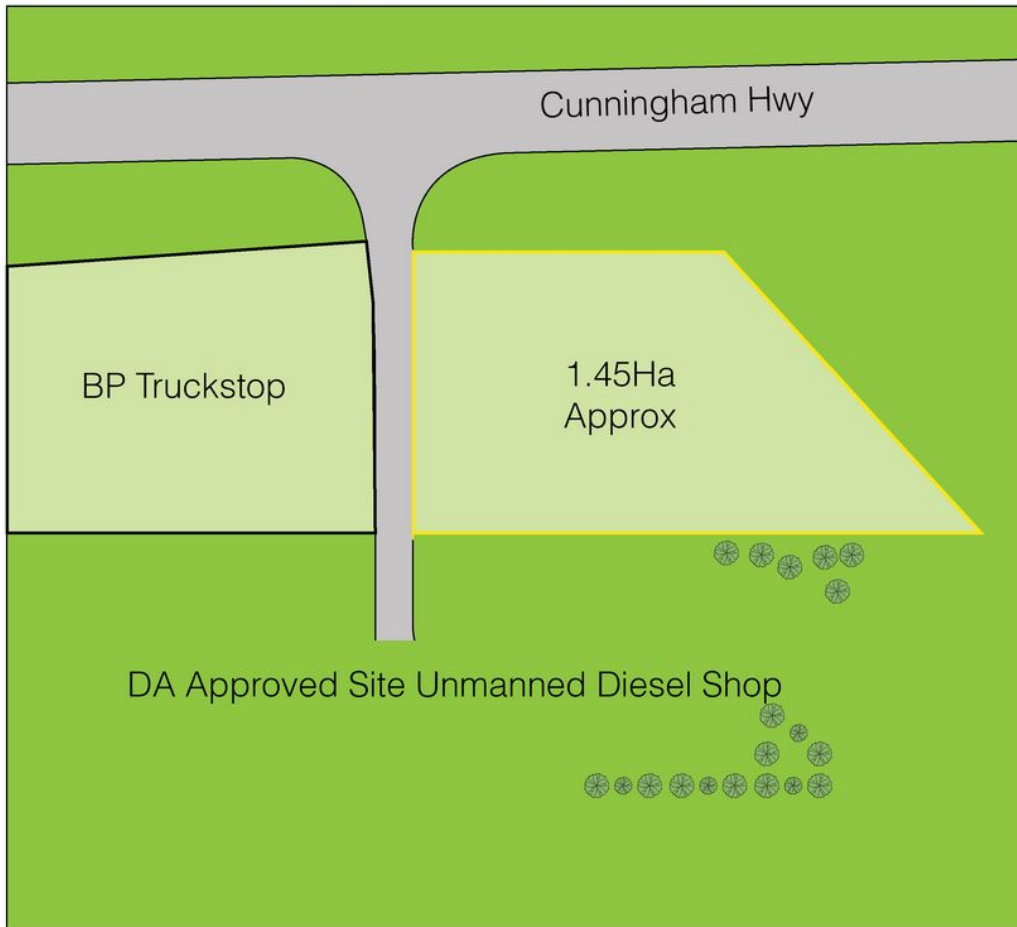 Cunningham Hwy
BP Truckstop
1.45Ha
Approx
DA Approved Site Unmanned Diesel Shop